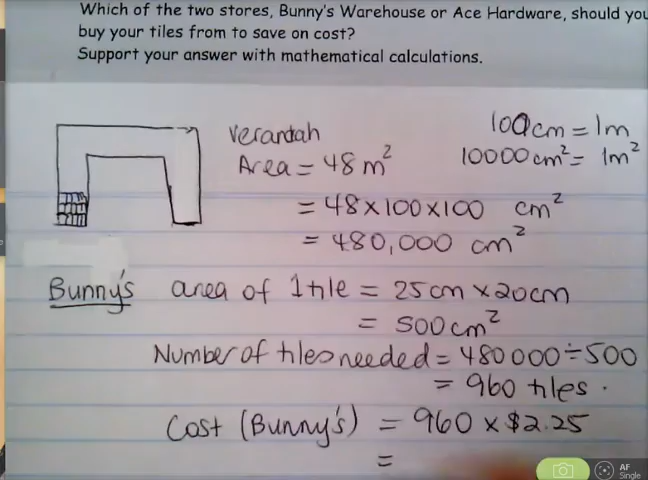 Which of the two stores, Bunny's Warehouse or Ace Hardware, should you
buy your tiles from to save on cost?
Support your answer with mathematical calculations.
Verandah
100cm = 1m
Area = 48 m²
10000cm² = 1m²
= 48×100×100 cm²
= 480,000 cm²
Bunny's area of 1 tile = 25cm × 20cm
= 500cm²
Number of tiles needed = 480000÷500
= 960 tiles.
Cost (Bunny's) = 960 × $2.25
=
AF
Single